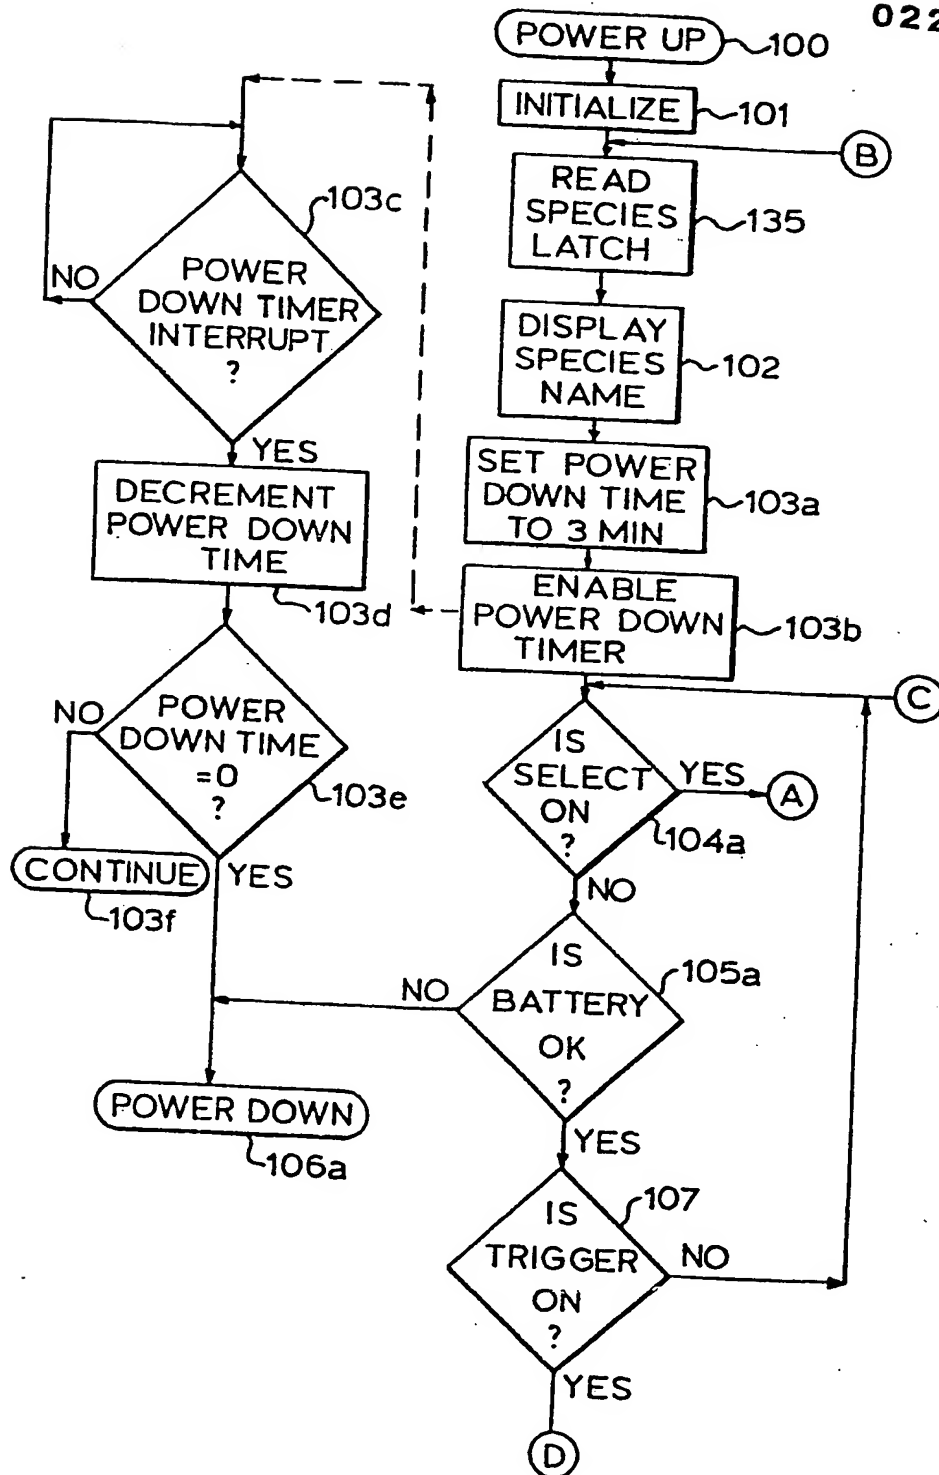 022
POWER UP
100
INITIALIZE
101
B
READ
SPECIES
LATCH
135
DISPLAY
SPECIES
NAME
102
SET POWER
DOWN TIME
TO 3 MIN
103a
ENABLE
POWER DOWN
TIMER
103b
C
IS
SELECT
ON
?
YES
A
104a
NO
IS
BATTERY
OK
?
105a
NO
YES
IS
TRIGGER
ON
?
107
NO
YES
D
103c
POWER
DOWN TIMER
INTERRUPT
?
NO
YES
DECREMENT
POWER DOWN
TIME
103d
POWER
DOWN TIME
=0
?
103e
NO
CONTINUE
103f
YES
POWER DOWN
106a